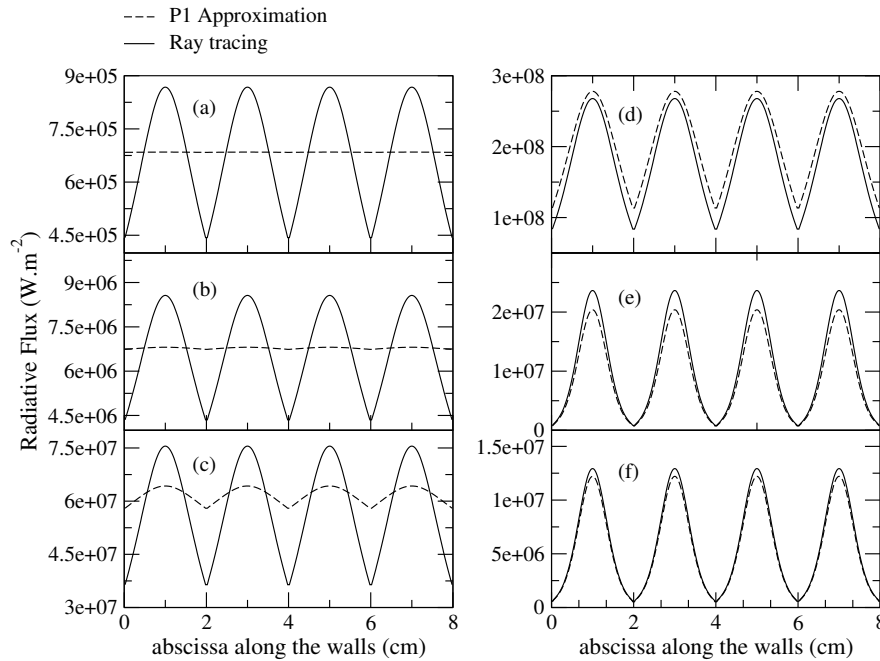 P1 Approximation
Ray tracing
Radiative Flux (W.m-2)
9e+05
7.5e+05
6e+05
4.5e+05
(a)
9e+06
7.5e+06
6e+06
4.5e+06
(b)
7.5e+07
6e+07
4.5e+07
3e+07
(c)
0 2 4 6 8
abscissa along the walls (cm)
3e+08
2e+08
1e+08
(d)
2e+07
1e+07
0
(e)
1.5e+07
1e+07
5e+06
0
(f)
0 2 4 6 8
abscissa along the walls (cm)